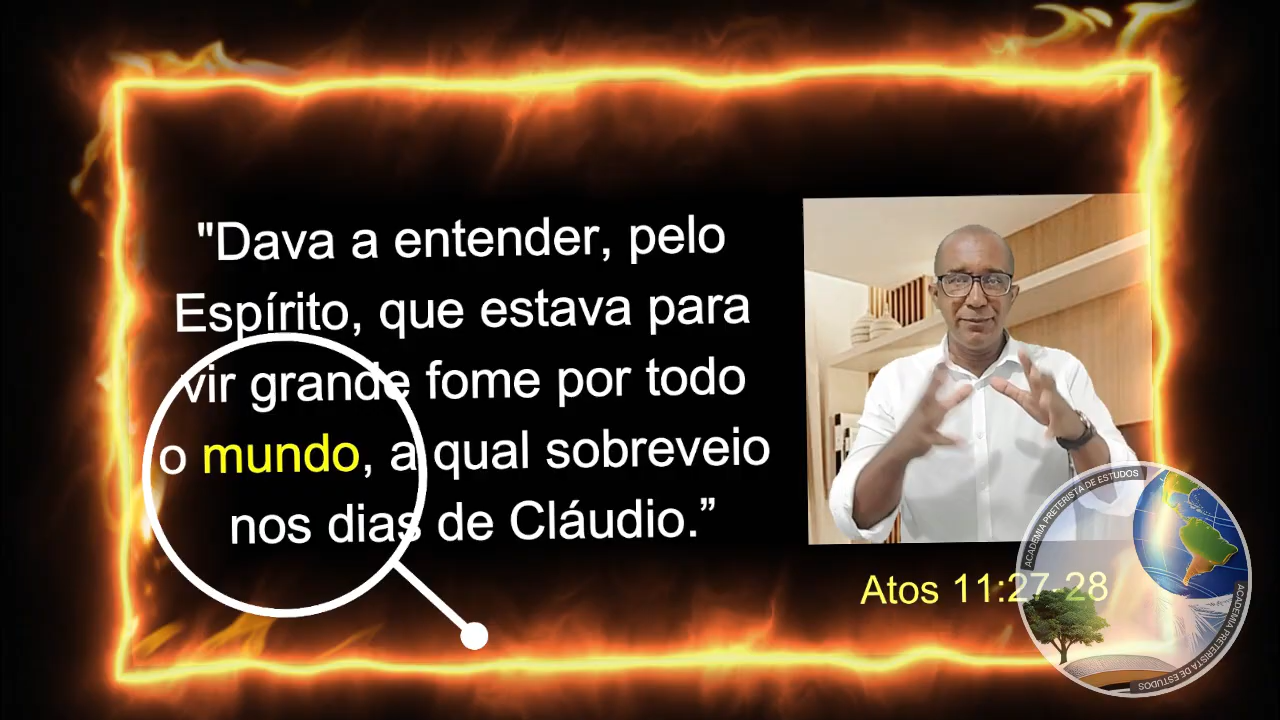 "Dava a entender, pelo
Espírito, que estava para
vir grande fome por todo
o mundo, a qual sobreveio
nos dias de Cláudio.”
Atos 11:27-28
ACADEMIA PRETERISTA DE ESTUDOS
ACADEMIA PRETERISTA DE ESTUDOS